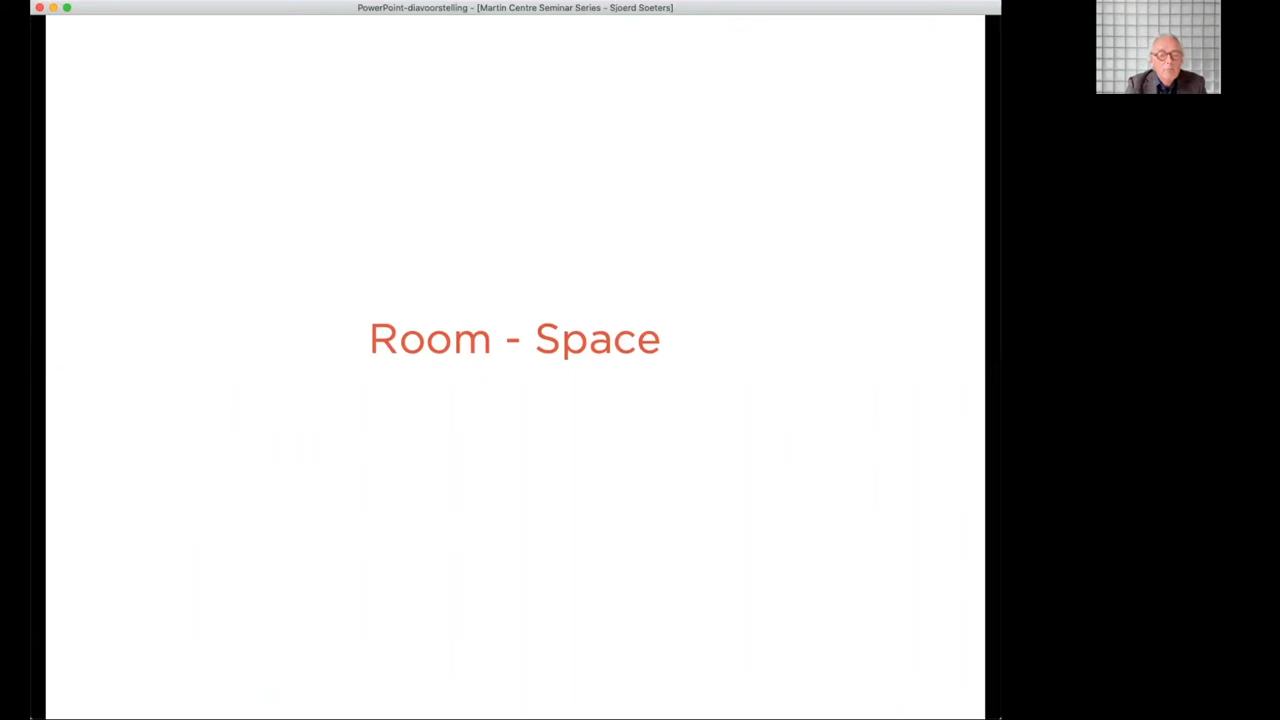 PowerPoint-diavoorstelling - [Martin Centre Seminar Series - Sjoerd Soeters]
Room - Space